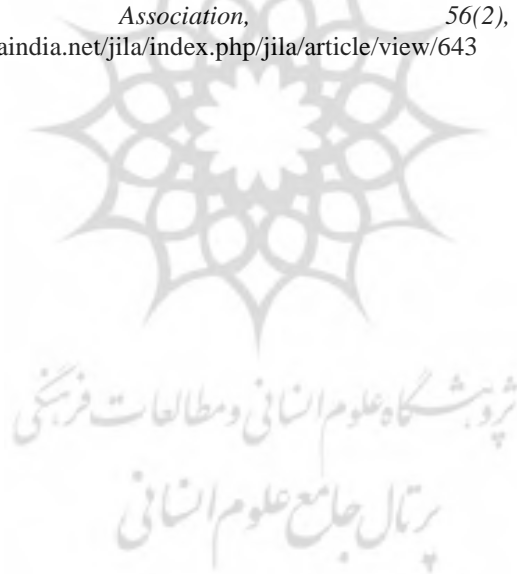 Association, 56(2),
aindia.net/jila/index.php/jila/article/view/643
پژوهشگاه علوم انسانی و مطالعات فرهنگی
پرتال جامع علوم انسانی